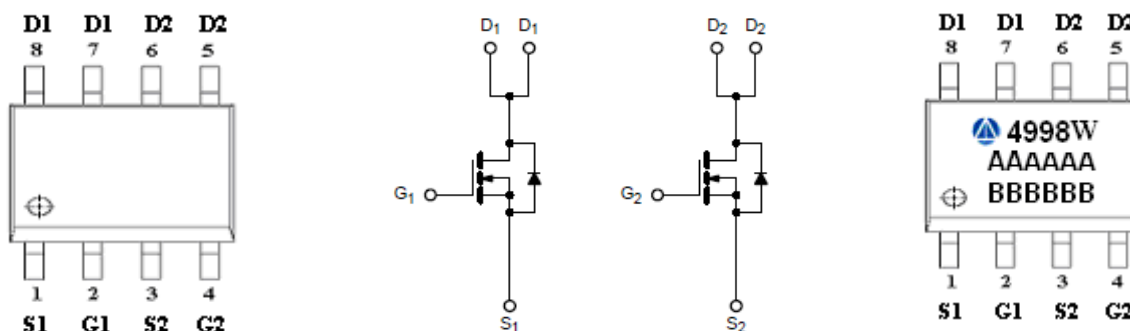 D1 D1 D2 D2
8 7 6 5
1 2 3 4
S1 G1 S2 G2
D1 D1
G1
S1
D2 D2
G2
S2
D1 D1 D2 D2
8 7 6 5
4998W
AAAAAA
BBBBBB
1 2 3 4
S1 G1 S2 G2